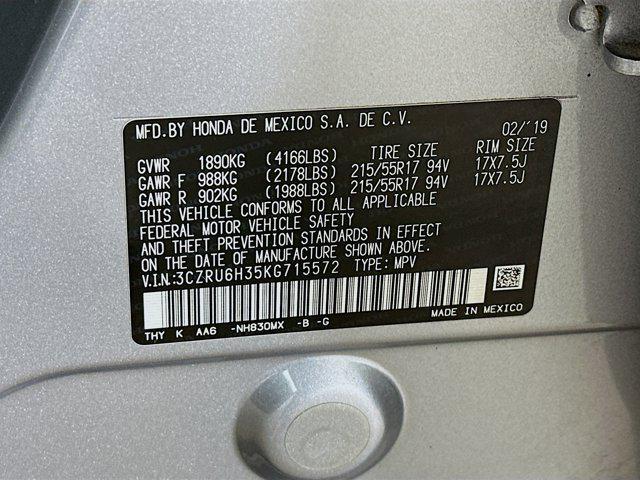 MFD.BY HONDA DE MEXICO S.A. DE C.V. 02/'19
GVWR 1890KG (4166LBS) TIRE SIZE RIM SIZE
GAWR F 988KG (2178LBS) 215/55R17 94V 17X7.5J
GAWR R 902KG (1988LBS) 215/55R17 94V 17X7.5J
THIS VEHICLE CONFORMS TO ALL APPLICABLE
FEDERAL MOTOR VEHICLE SAFETY
AND THEFT PREVENTION STANDARDS IN EFFECT
ON THE DATE OF MANUFACTURE SHOWN ABOVE.
V.I.N:3CZRU6H35KG715572 TYPE: MPV
THY K AA6 -NH830MX -B -G MADE IN MEXICO